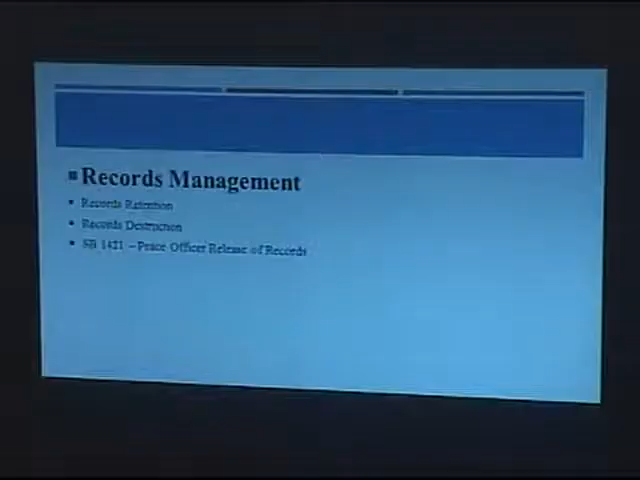 Records Management
Records Retention
Records Destruction
SB 1421 – Peace Officer Release of Records